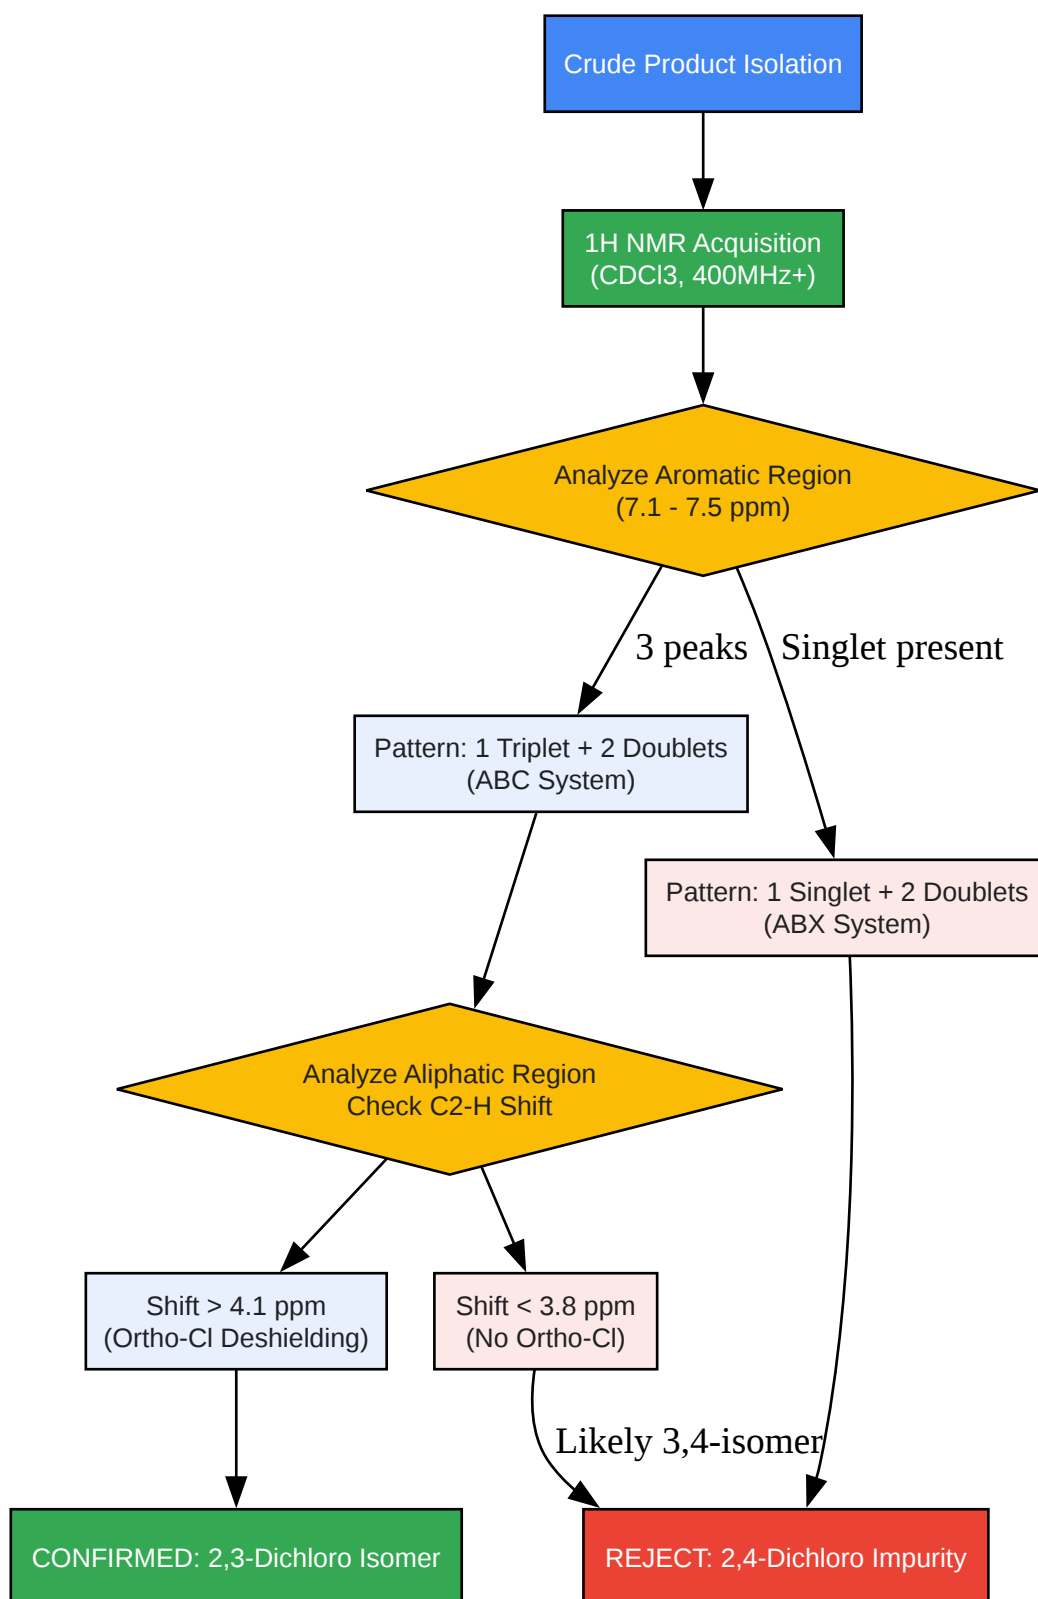 Crude Product Isolation
1H NMR Acquisition
(CDCl3, 400MHz+)
Analyze Aromatic Region
(7.1 - 7.5 ppm)
3 peaks
Singlet present
Pattern: 1 Triplet + 2 Doublets
(ABC System)
Pattern: 1 Singlet + 2 Doublets
(ABX System)
Analyze Aliphatic Region
Check C2-H Shift
Shift > 4.1 ppm
(Ortho-Cl Deshielding)
Shift < 3.8 ppm
(No Ortho-Cl)
Likely 3,4-isomer
CONFIRMED: 2,3-Dichloro Isomer
REJECT: 2,4-Dichloro Impurity